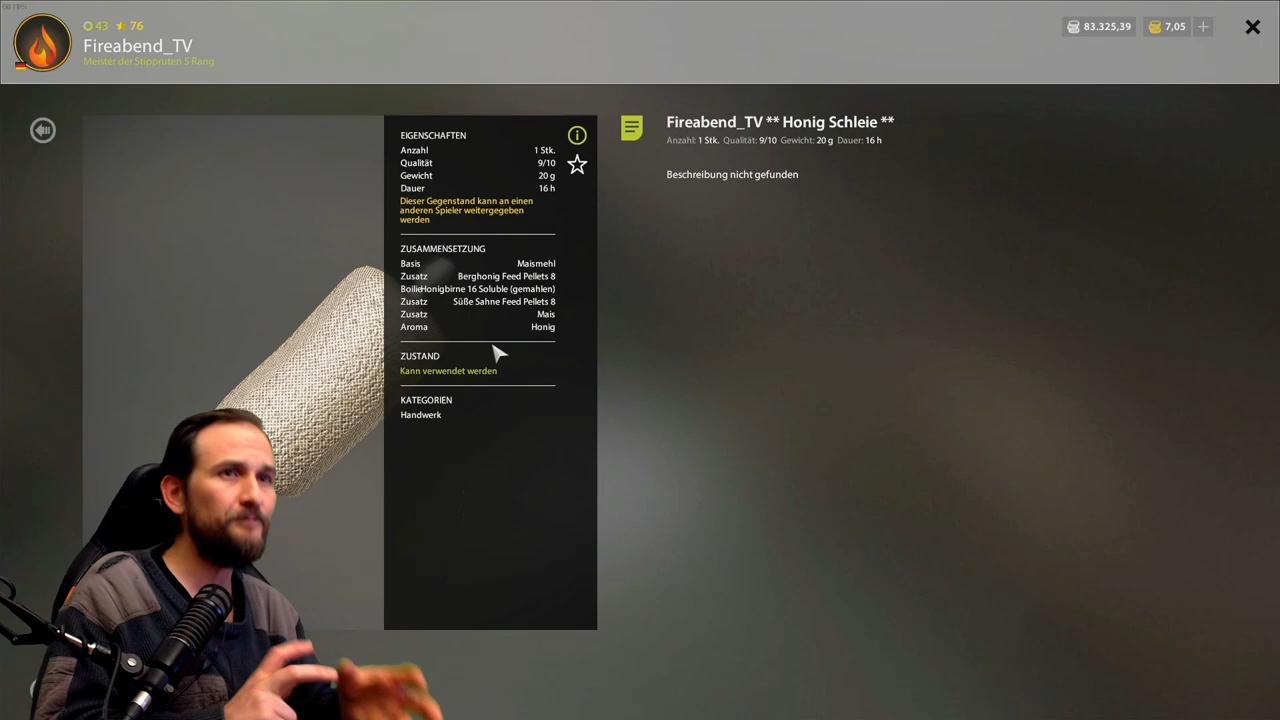 43 76
83.325,39 7,05
Fireabend_TV
Meister der Stippruten 5 Rang
EIGENSCHAFTEN
Anzahl 1 Stk.
Qualität 9/10
Gewicht 20 g
Dauer 16 h
Dieser Gegenstand kann an einen
anderen Spieler weitergegeben
werden
ZUSAMMENSETZUNG
Basis Maismehl
Zusatz Berghonig Feed Pellets 8
BoilieHonigbirne 16 Soluble (gemahlen)
Zusatz Süße Sahne Feed Pellets 8
Zusatz Mais
Aroma Honig
ZUSTAND
Kann verwendet werden
KATEGORIEN
Handwerk
Fireabend_TV ** Honig Schleie **
Anzahl: 1 Stk. Qualität: 9/10 Gewicht: 20 g Dauer: 16 h
Beschreibung nicht gefunden